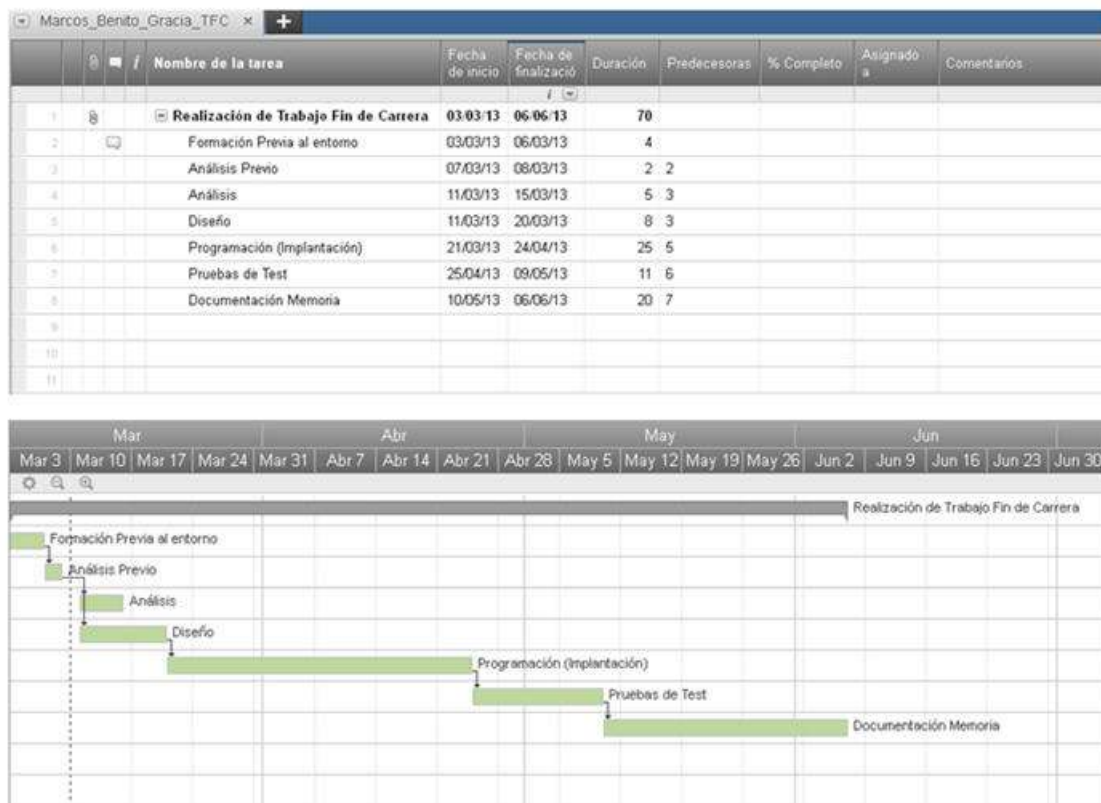 Marcos_Benito_Gracia_TFC × +
i Nombre de la tarea Fecha de inicio Fecha de finalizació Duración Predecesoras % Completo Asignado a Comentarios
i
1 Realización de Trabajo Fin de Carrera 03/03/13 06/06/13 70
2 Formación Previa al entorno 03/03/13 06/03/13 4
3 Análisis Previo 07/03/13 08/03/13 2 2
4 Análisis 11/03/13 15/03/13 5 3
5 Diseño 11/03/13 20/03/13 8 3
6 Programación (Implantación) 21/03/13 24/04/13 25 5
7 Pruebas de Test 25/04/13 09/05/13 11 6
8 Documentación Memoria 10/05/13 06/06/13 20 7
9
10
11
Mar Abr May Jun
Mar 3 Mar 10 Mar 17 Mar 24 Mar 31 Abr 7 Abr 14 Abr 21 Abr 28 May 5 May 12 May 19 May 26 Jun 2 Jun 9 Jun 16 Jun 23 Jun 30
Realización de Trabajo Fin de Carrera
Formación Previa al entorno
Análisis Previo
Análisis
Diseño
Programación (Implantación)
Pruebas de Test
Documentación Memoria